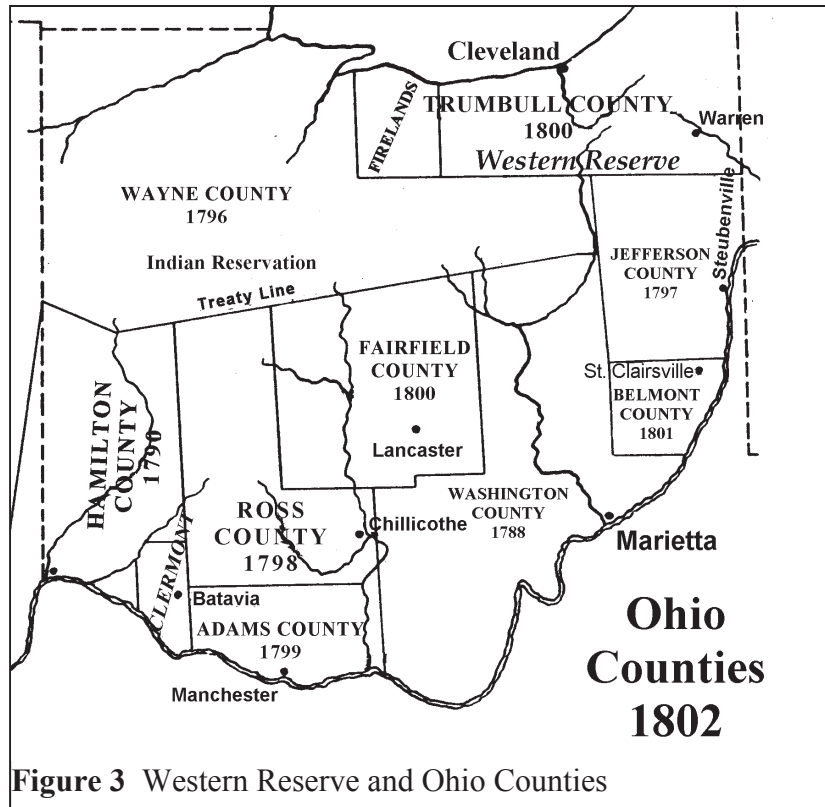 Cleveland
TRUMBULL COUNTY
1800
Warren
FIRELANDS
Western Reserve
WAYNE COUNTY
1796
Steubenville
JEFFERSON
COUNTY
1797
Indian Reservation
Treaty Line
FAIRFIELD
COUNTY
1800
St. Clairsville
BELMONT
COUNTY
1801
HAMILTON
COUNTY
1790
Lancaster
WASHINGTON
COUNTY
1788
ROSS
COUNTY
1798
Chillicothe
Marietta
CLERMONT
Batavia
ADAMS COUNTY
1799
Manchester
Ohio
Counties
1802
Figure 3 Western Reserve and Ohio Counties